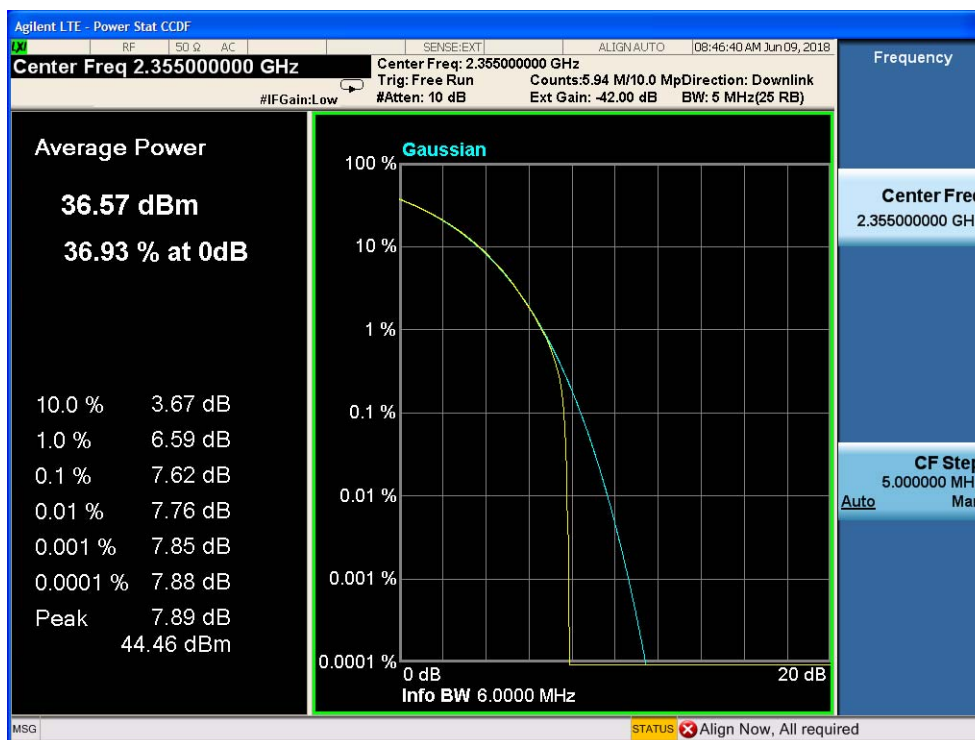 Agilent LTE - Power Stat CCDF
LXI RF 50 Ω AC SENSE:EXT ALIGN AUTO 08:46:40 AM Jun 09, 2018
Center Freq 2.355000000 GHz
Center Freq: 2.355000000 GHz
Trig: Free Run Counts:5.94 M/10.0 MpDirection: Downlink
#IFGain:Low #Atten: 10 dB Ext Gain: -42.00 dB BW: 5 MHz(25 RB)
Average Power
36.57 dBm
36.93 % at 0dB
10.0 % 3.67 dB
1.0 % 6.59 dB
0.1 % 7.62 dB
0.01 % 7.76 dB
0.001 % 7.85 dB
0.0001 % 7.88 dB
Peak 7.89 dB
44.46 dBm
Gaussian
100 %
10 %
1 %
0.1 %
0.01 %
0.001 %
0.0001 %
0 dB 20 dB
Info BW 6.0000 MHz
Frequency
Center Fre
2.355000000 GH
CF Step
5.000000 MH
Auto Ma
MSG STATUS Align Now, All required